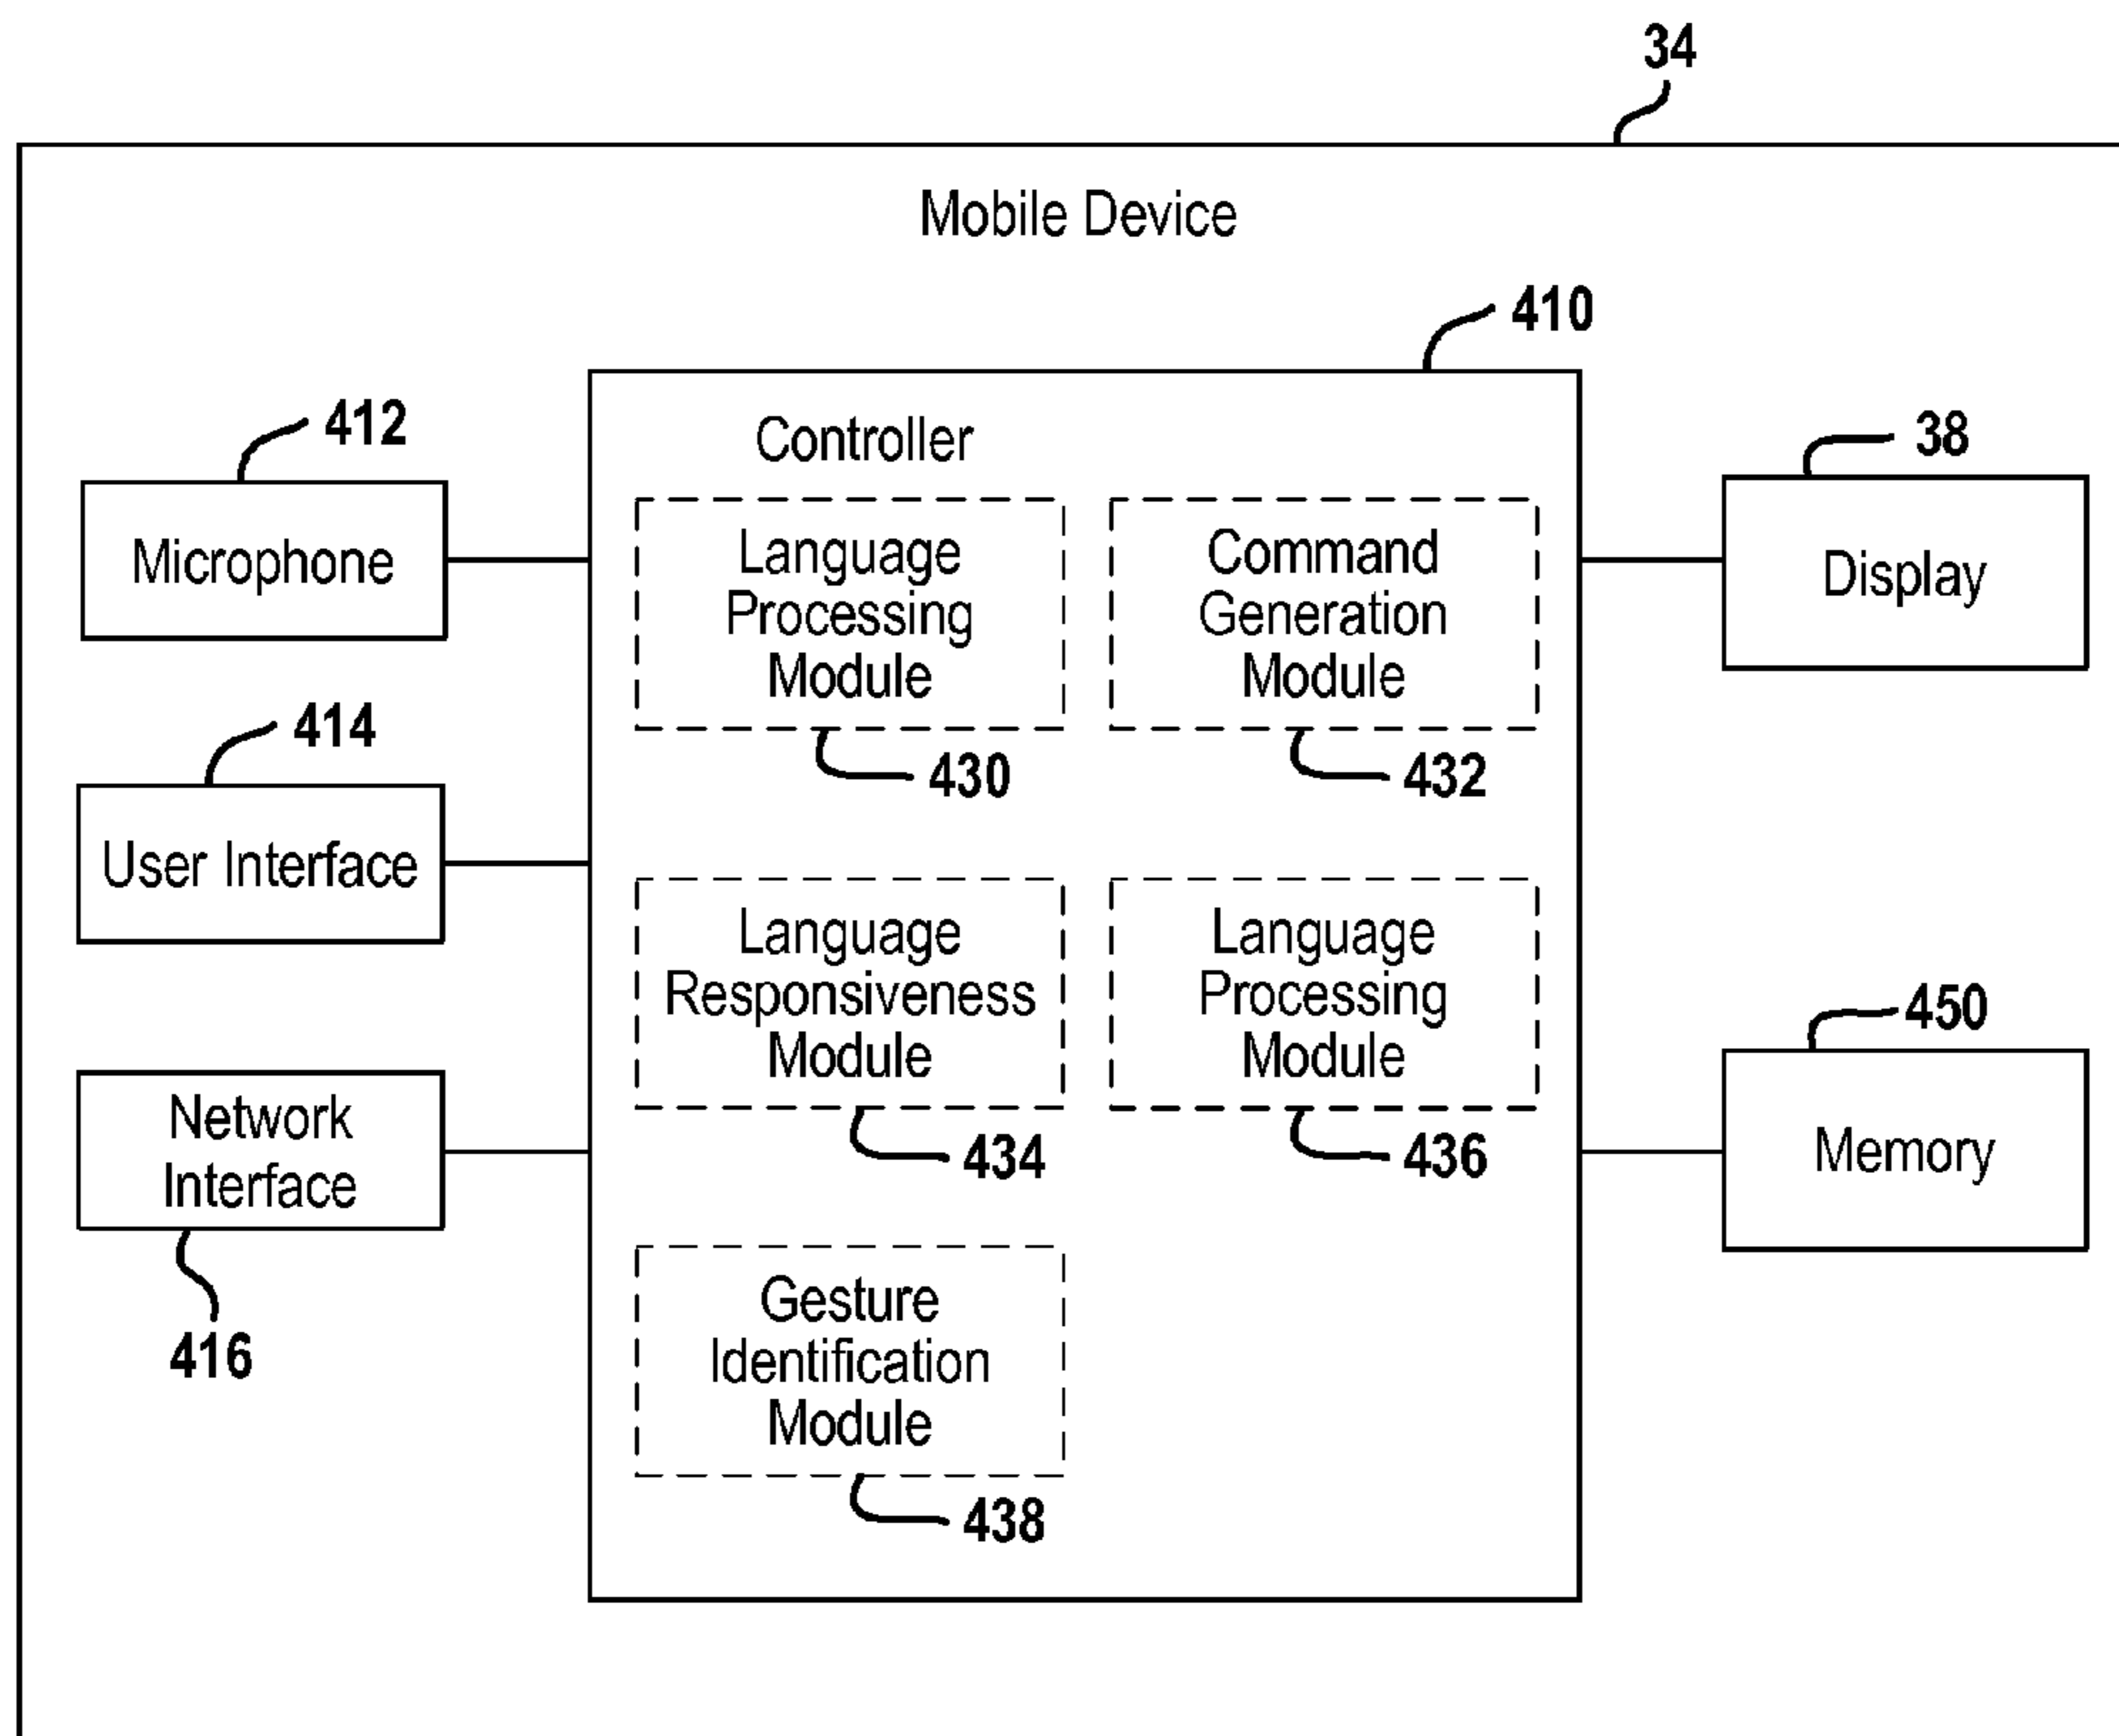 34
Mobile Device
410
412
Controller
38
Microphone
Language
Processing
Module
Command
Generation
Module
Display
414
430
432
User Interface
Language
Responsiveness
Module
Language
Processing
Module
450
Network
Interface
434
436
Memory
416
Gesture
Identification
Module
438